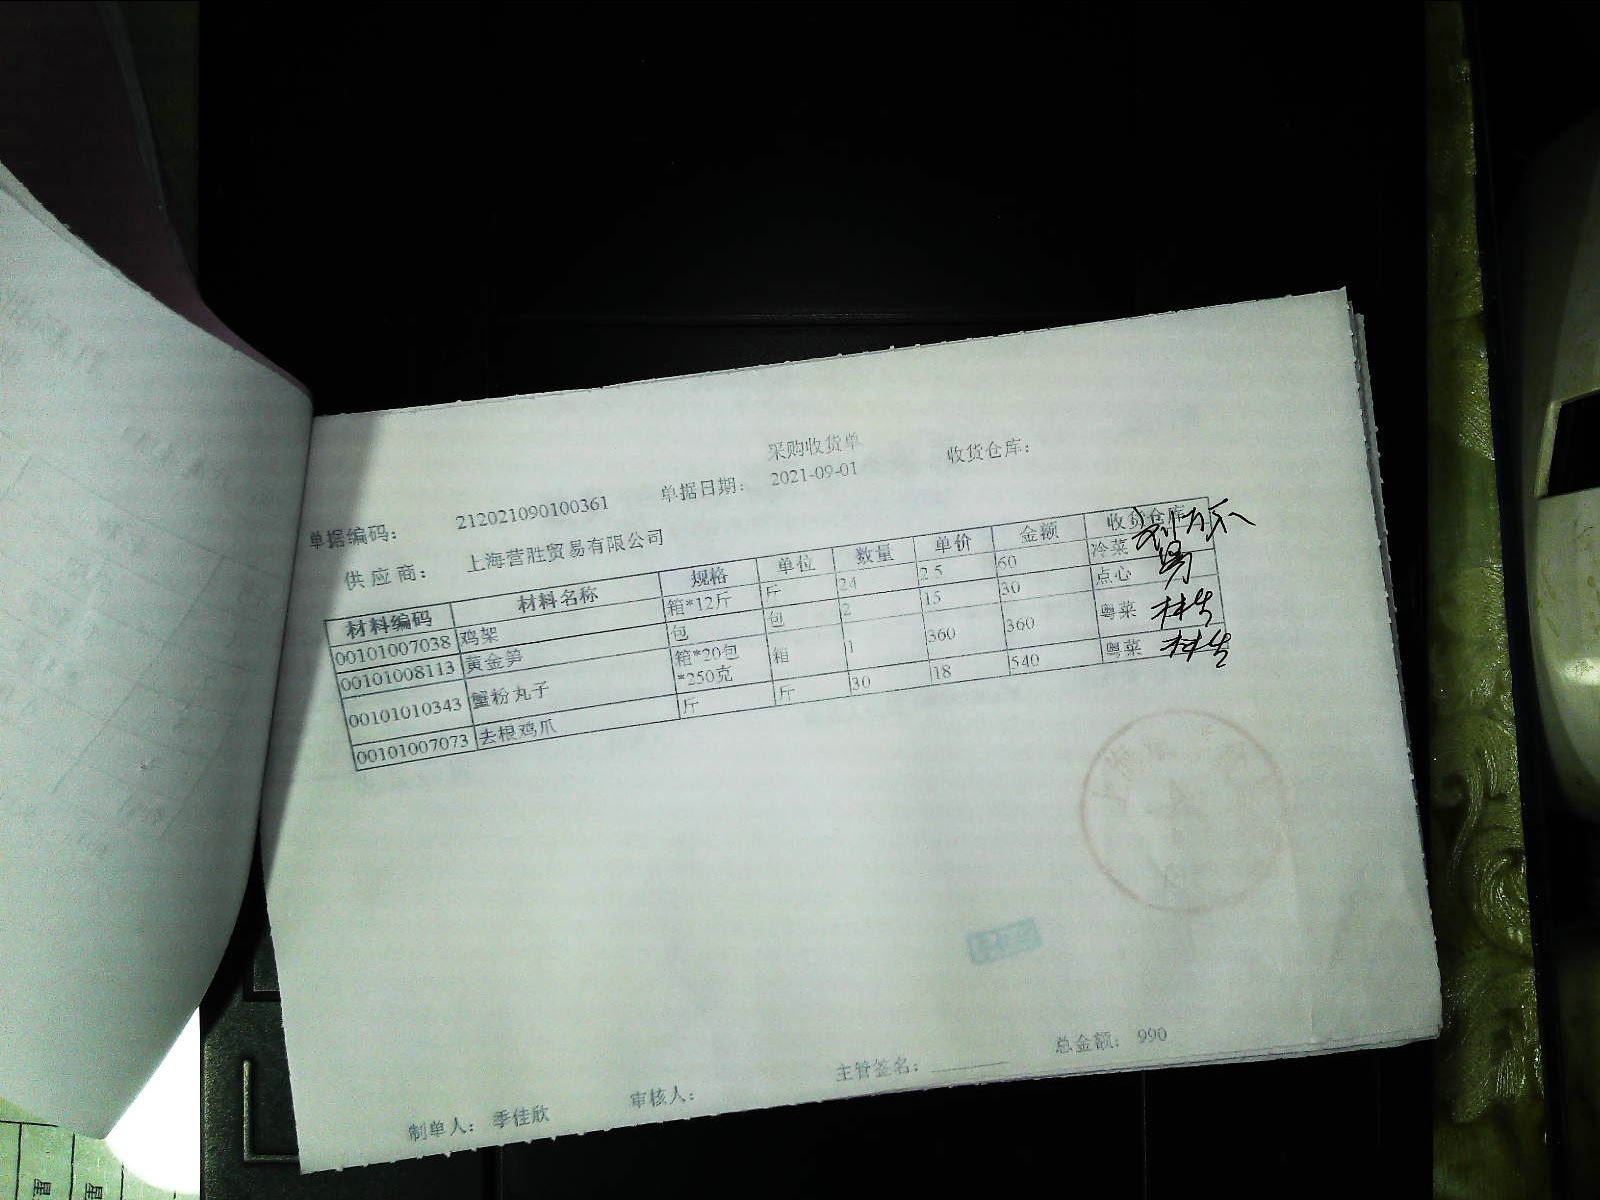 采购收货单
单据编码： 212021090100361 单据日期： 2021-09-01 收货仓库：
供应商： 上海营胜贸易有限公司
材料编码 材料名称 规格 单位 数量 单价 金额 收货仓库
00101007038 鸡架 箱*12斤 斤 24 2.5 60 冷菜
00101008113 黄金笋 包 包 2 15 30 点心
00101010343 蟹粉丸子 箱*20包 箱 1 360 360 粤菜
*250克
00101007073 去根鸡爪 斤 斤 30 18 540 粤菜
制单人： 季佳欣 审核人： 主管签名： 总金额： 990